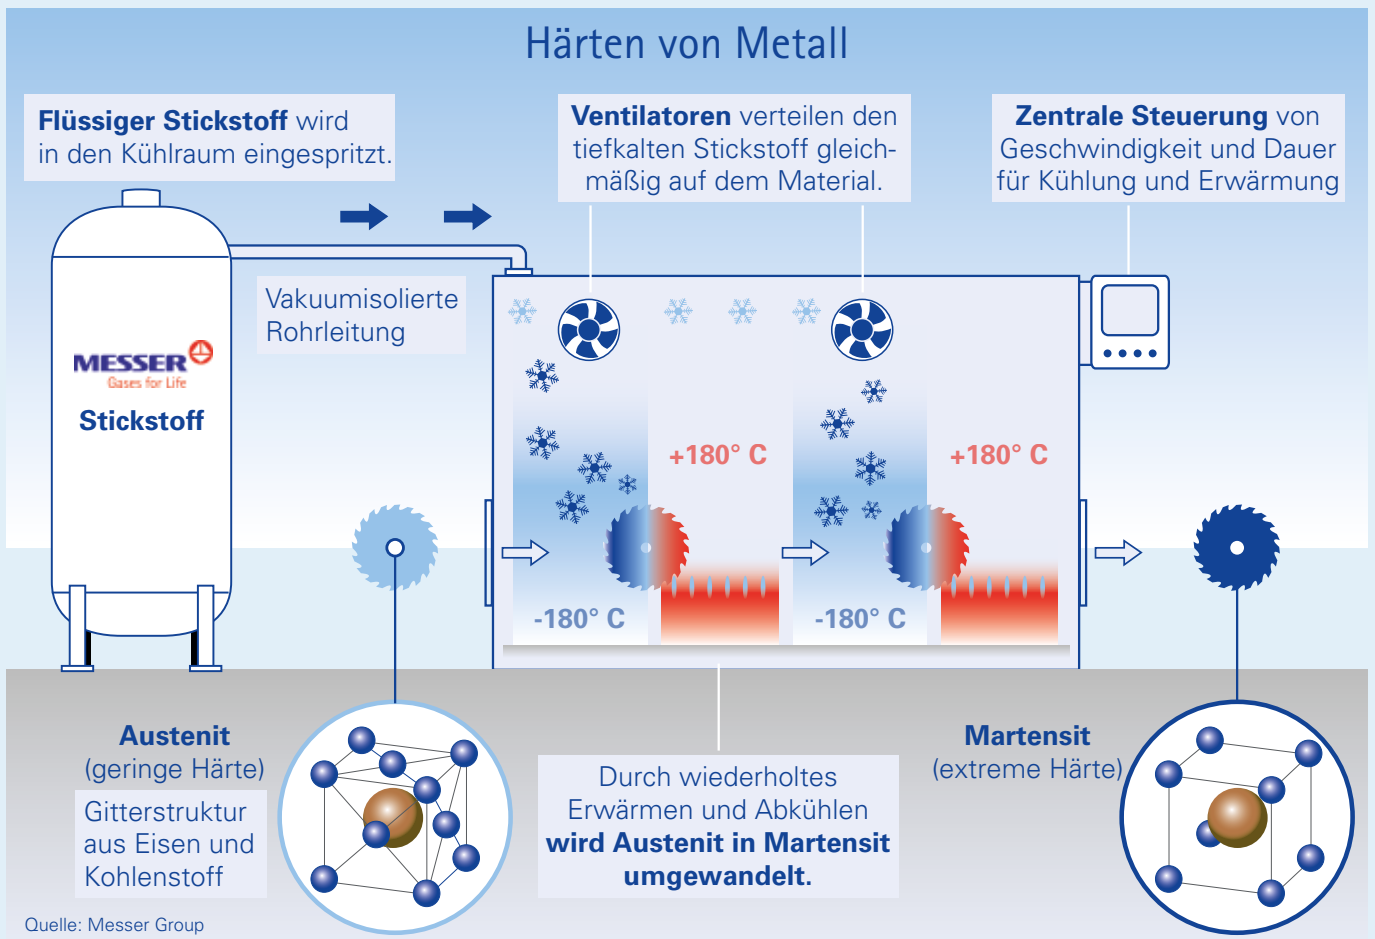 Härten von Metall
Flüssiger Stickstoff wird
in den Kühlraum eingespritzt.
Ventilatoren verteilen den
tiefkalten Stickstoff gleich-
mäßig auf dem Material.
Zentrale Steuerung von
Geschwindigkeit und Dauer
für Kühlung und Erwärmung
Vakuumisolierte
Rohrleitung
MESSER
Gases for Life
Stickstoff
+180° C
+180° C
-180° C
-180° C
Austenit
(geringe Härte)
Gitterstruktur
aus Eisen und
Kohlenstoff
Durch wiederholtes
Erwärmen und Abkühlen
wird Austenit in Martensit
umgewandelt.
Martensit
(extreme Härte)
Quelle: Messer Group